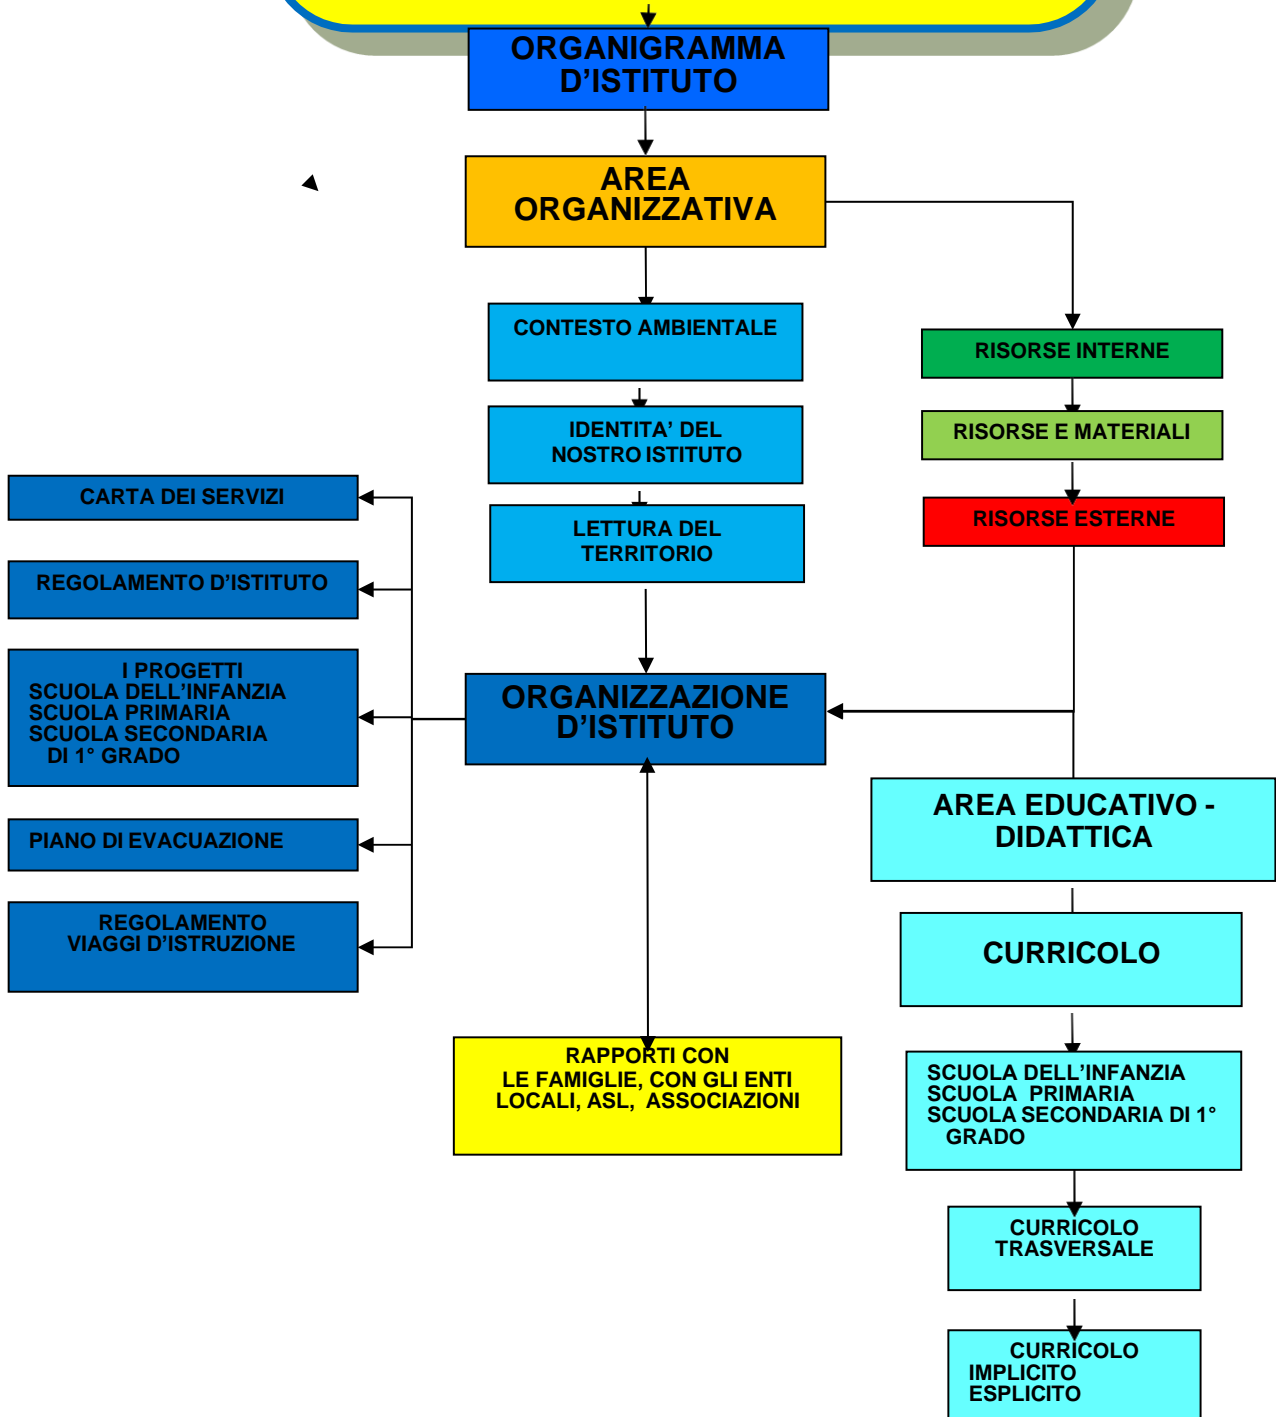 ORGANIGRAMMA
D’ISTITUTO
AREA
ORGANIZZATIVA
CONTESTO AMBIENTALE
IDENTITA’ DEL
NOSTRO ISTITUTO
LETTURA DEL
TERRITORIO
RISORSE INTERNE
RISORSE E MATERIALI
RISORSE ESTERNE
CARTA DEI SERVIZI
REGOLAMENTO D’ISTITUTO
I PROGETTI
SCUOLA DELL’INFANZIA
SCUOLA PRIMARIA
SCUOLA SECONDARIA
DI 1° GRADO
PIANO DI EVACUAZIONE
REGOLAMENTO
VIAGGI D’ISTRUZIONE
ORGANIZZAZIONE
D’ISTITUTO
RAPPORTI CON
LE FAMIGLIE, CON GLI ENTI
LOCALI, ASL, ASSOCIAZIONI
AREA EDUCATIVO -
DIDATTICA
CURRICOLO
SCUOLA DELL’INFANZIA
SCUOLA PRIMARIA
SCUOLA SECONDARIA DI 1°
GRADO
CURRICOLO
TRASVERSALE
CURRICOLO
IMPLICITO
ESPLICITO